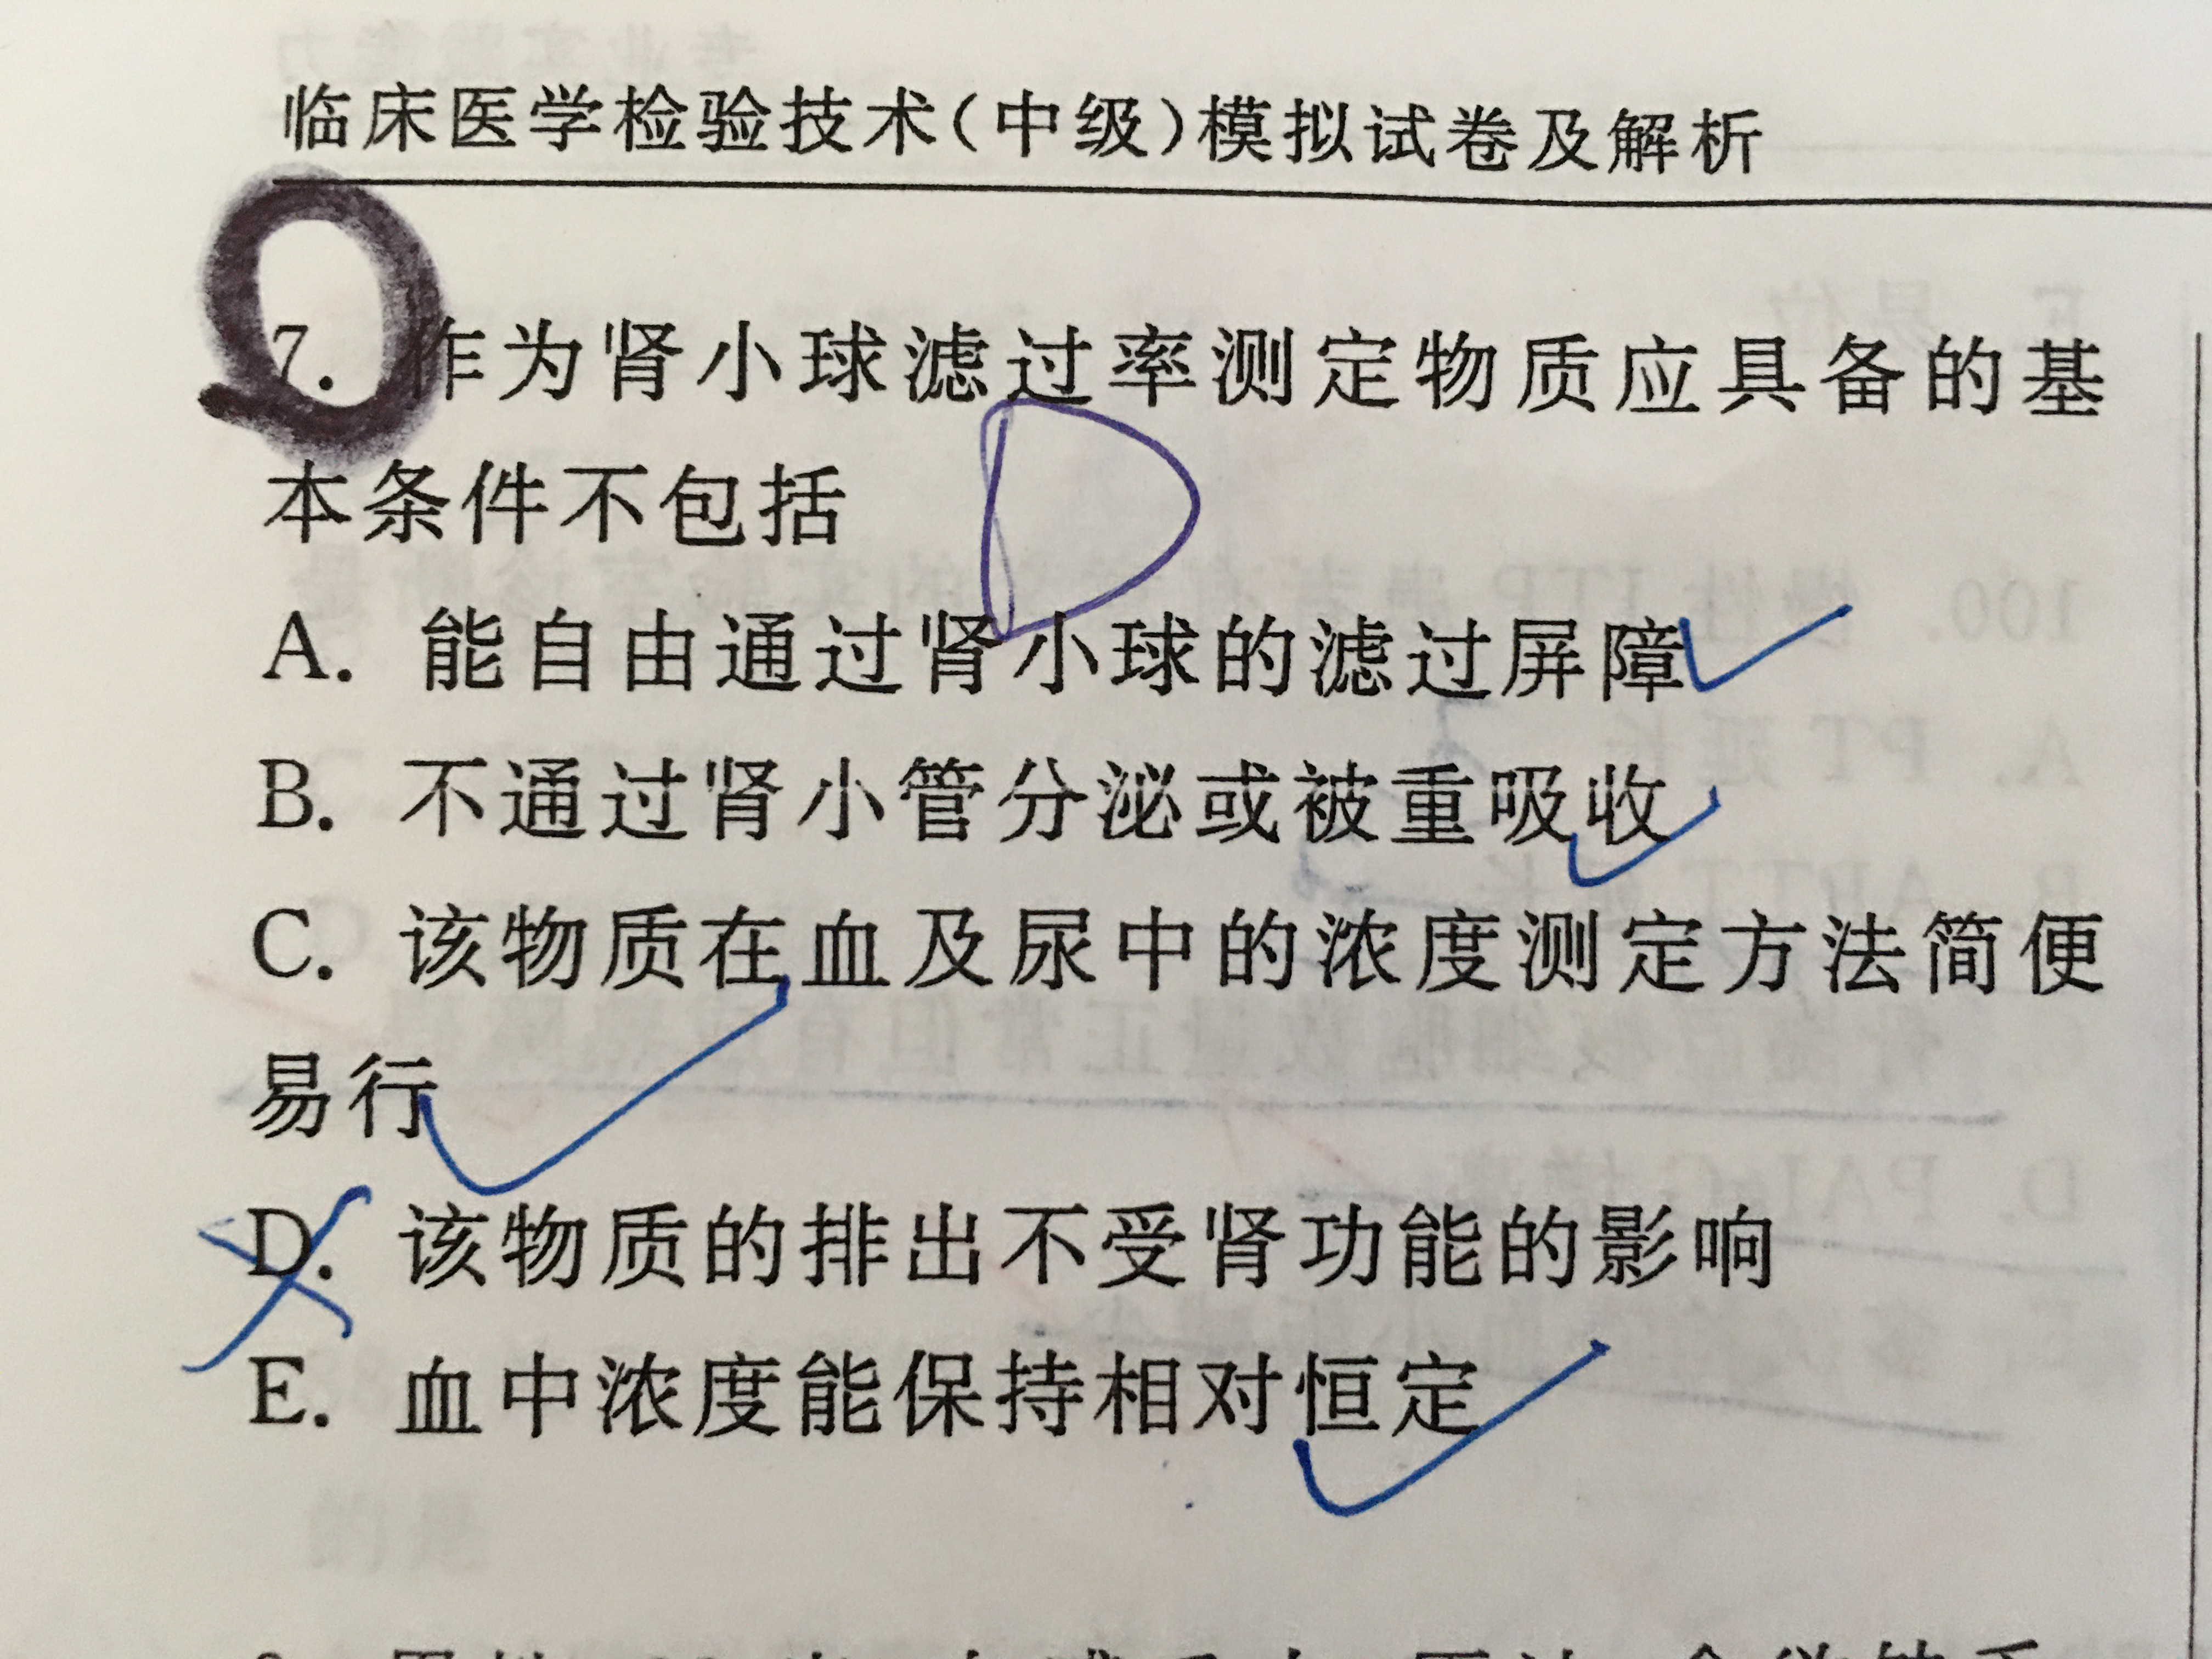 临床医学检验技术(中级)模拟试卷及解析
7. 作为肾小球滤过率测定物质应具备的基
本条件不包括
A. 能自由通过肾小球的滤过屏障
B. 不通过肾小管分泌或被重吸收
C. 该物质在血及尿中的浓度测定方法简便
易行
D. 该物质的排出不受肾功能的影响
E. 血中浓度能保持相对恒定